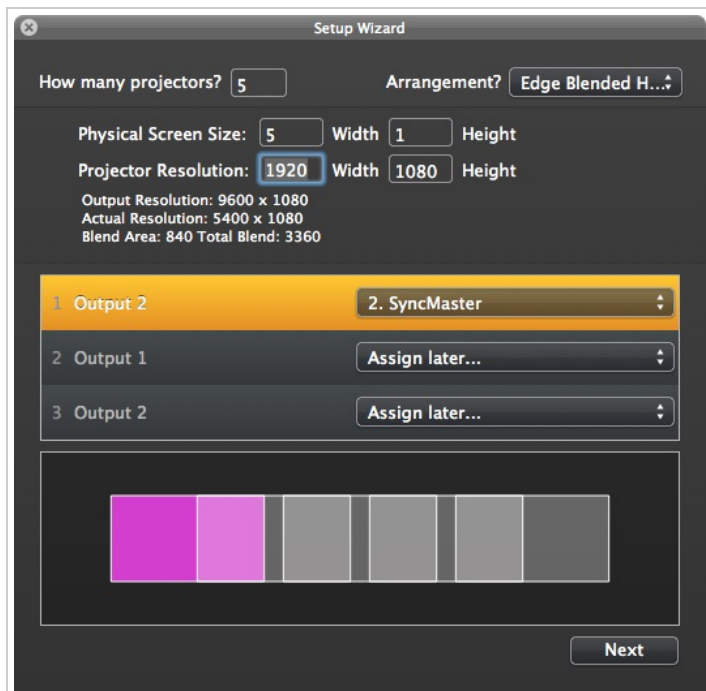 Setup Wizard
How many projectors? 5 Arrangement? Edge Blended H...
Physical Screen Size: 5 Width 1 Height
Projector Resolution: 1920 Width 1080 Height
Output Resolution: 9600 x 1080
Actual Resolution: 5400 x 1080
Blend Area: 840 Total Blend: 3360
1 Output 2 2. SyncMaster
2 Output 1 Assign later...
3 Output 2 Assign later...
Next